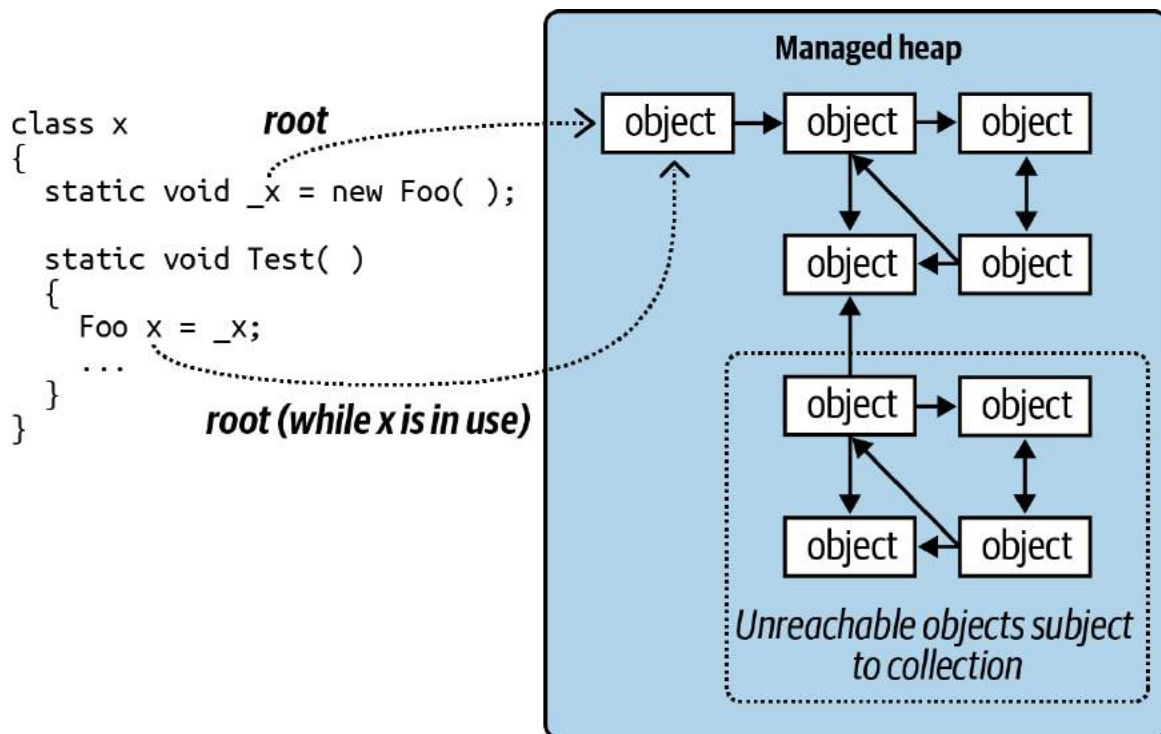 Managed heap
class x
{
  static void _x = new Foo( );

  static void Test( )
  {
    Foo x = _x;
    ...
  }
}
root
root (while x is in use)
object
object
object
object
object
object
object
object
object
Unreachable objects subject
to collection